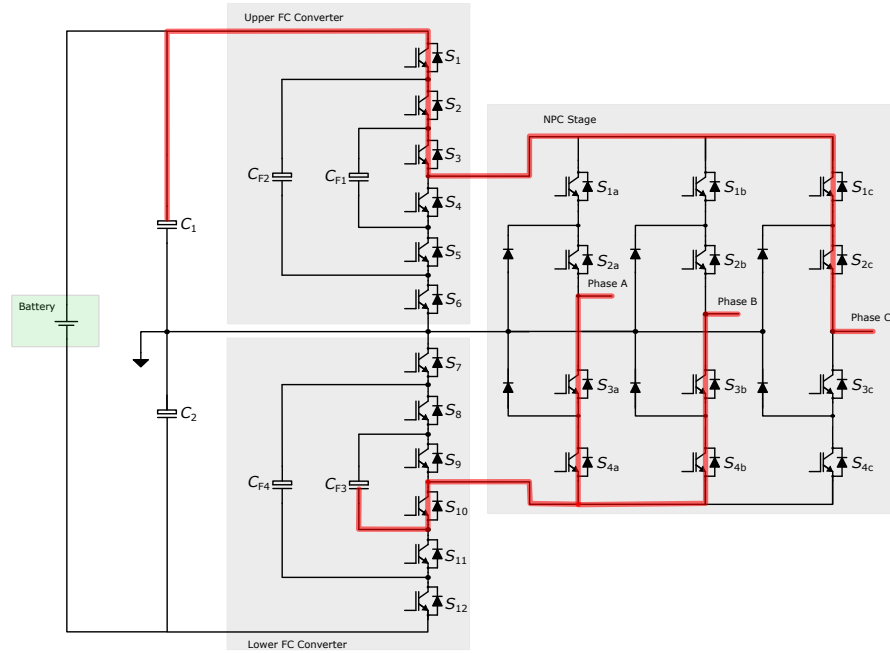 Upper FC Converter
S1
S2
CF2
CF1
S3
NPC Stage
S4
S1a
S1b
S1c
C1
S5
S2a
S2b
S2c
S6
Phase A
Phase B
Phase C
Battery
S7
S8
S3a
S3b
S3c
C2
S9
CF4
CF3
S4a
S4b
S4c
S10
S11
S12
Lower FC Converter